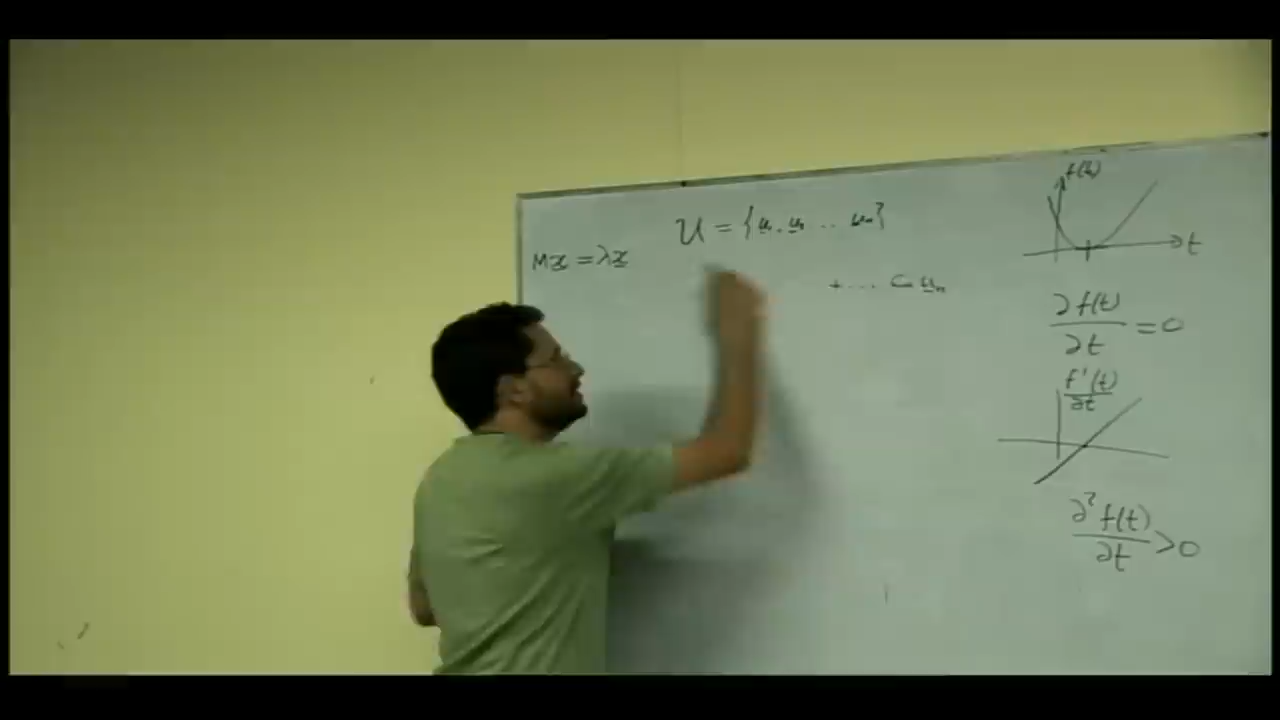 U = {u₁, u₂ ... uₙ}
Mx = λx
+ ... Cₙ uₙ
f(t)
t
∂f(t)/∂t = 0
f'(t)/∂t
∂²f(t)/∂t > 0